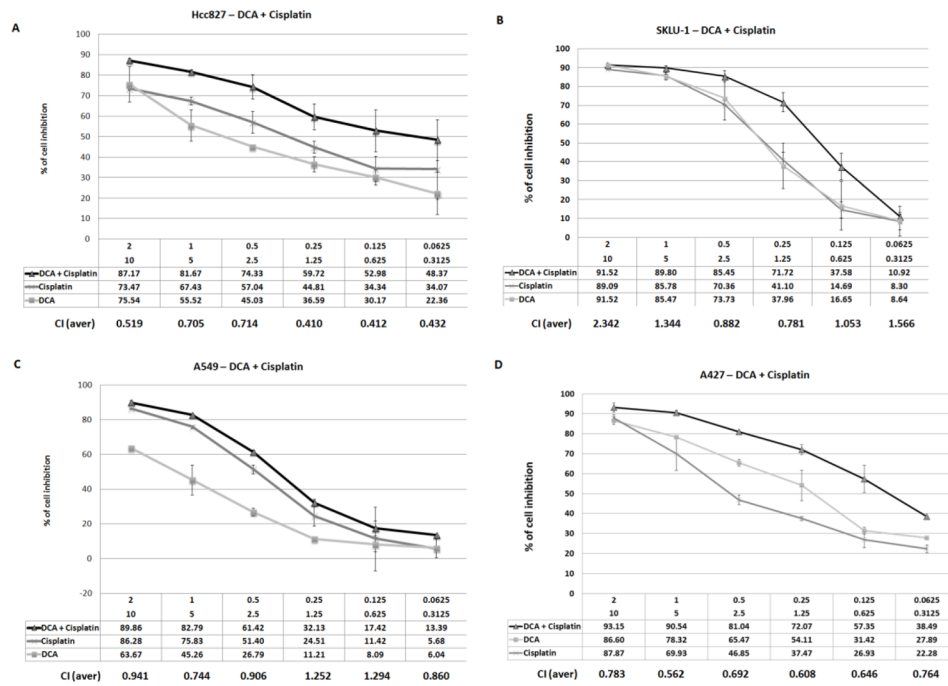 A
Hcc827 – DCA + Cisplatin
% of cell inhibition
100
90
80
70
60
50
40
30
20
10
0
2 1 0.5 0.25 0.125 0.0625
10 5 2.5 1.25 0.625 0.3125
DCA + Cisplatin 87.17 81.67 74.33 59.72 52.98 48.37
Cisplatin 73.47 67.43 57.04 44.81 34.34 34.07
DCA 75.54 55.52 45.03 36.59 30.17 22.36
CI (aver) 0.519 0.705 0.714 0.410 0.412 0.432
B
SKLU-1 – DCA + Cisplatin
% of cell inhibition
100
90
80
70
60
50
40
30
20
10
0
2 1 0.5 0.25 0.125 0.0625
10 5 2.5 1.25 0.625 0.3125
DCA + Cisplatin 91.52 89.80 85.45 71.72 37.58 10.92
Cisplatin 89.09 85.78 70.36 41.10 14.69 8.30
DCA 91.52 85.47 73.73 37.96 16.65 8.64
CI (aver) 2.342 1.344 0.882 0.781 1.053 1.566
C
A549 – DCA + Cisplatin
% of cell inhibition
100
80
60
40
20
0
-20
2 1 0.5 0.25 0.125 0.0625
10 5 2.5 1.25 0.625 0.3125
DCA + Cisplatin 89.86 82.79 61.42 32.13 17.42 13.39
Cisplatin 86.28 75.83 51.40 24.51 11.42 5.68
DCA 63.67 45.26 26.79 11.21 8.09 6.04
CI (aver) 0.941 0.744 0.906 1.252 1.294 0.860
D
A427 – DCA + Cisplatin
% of cell inhibition
100
90
80
70
60
50
40
30
20
10
0
2 1 0.5 0.25 0.125 0.0625
10 5 2.5 1.25 0.625 0.3125
DCA + Cisplatin 93.15 90.54 81.04 72.07 57.35 38.49
DCA 86.60 78.32 65.47 54.11 31.42 27.89
Cisplatin 87.87 69.93 46.85 37.47 26.93 22.28
CI (aver) 0.783 0.562 0.692 0.608 0.646 0.764